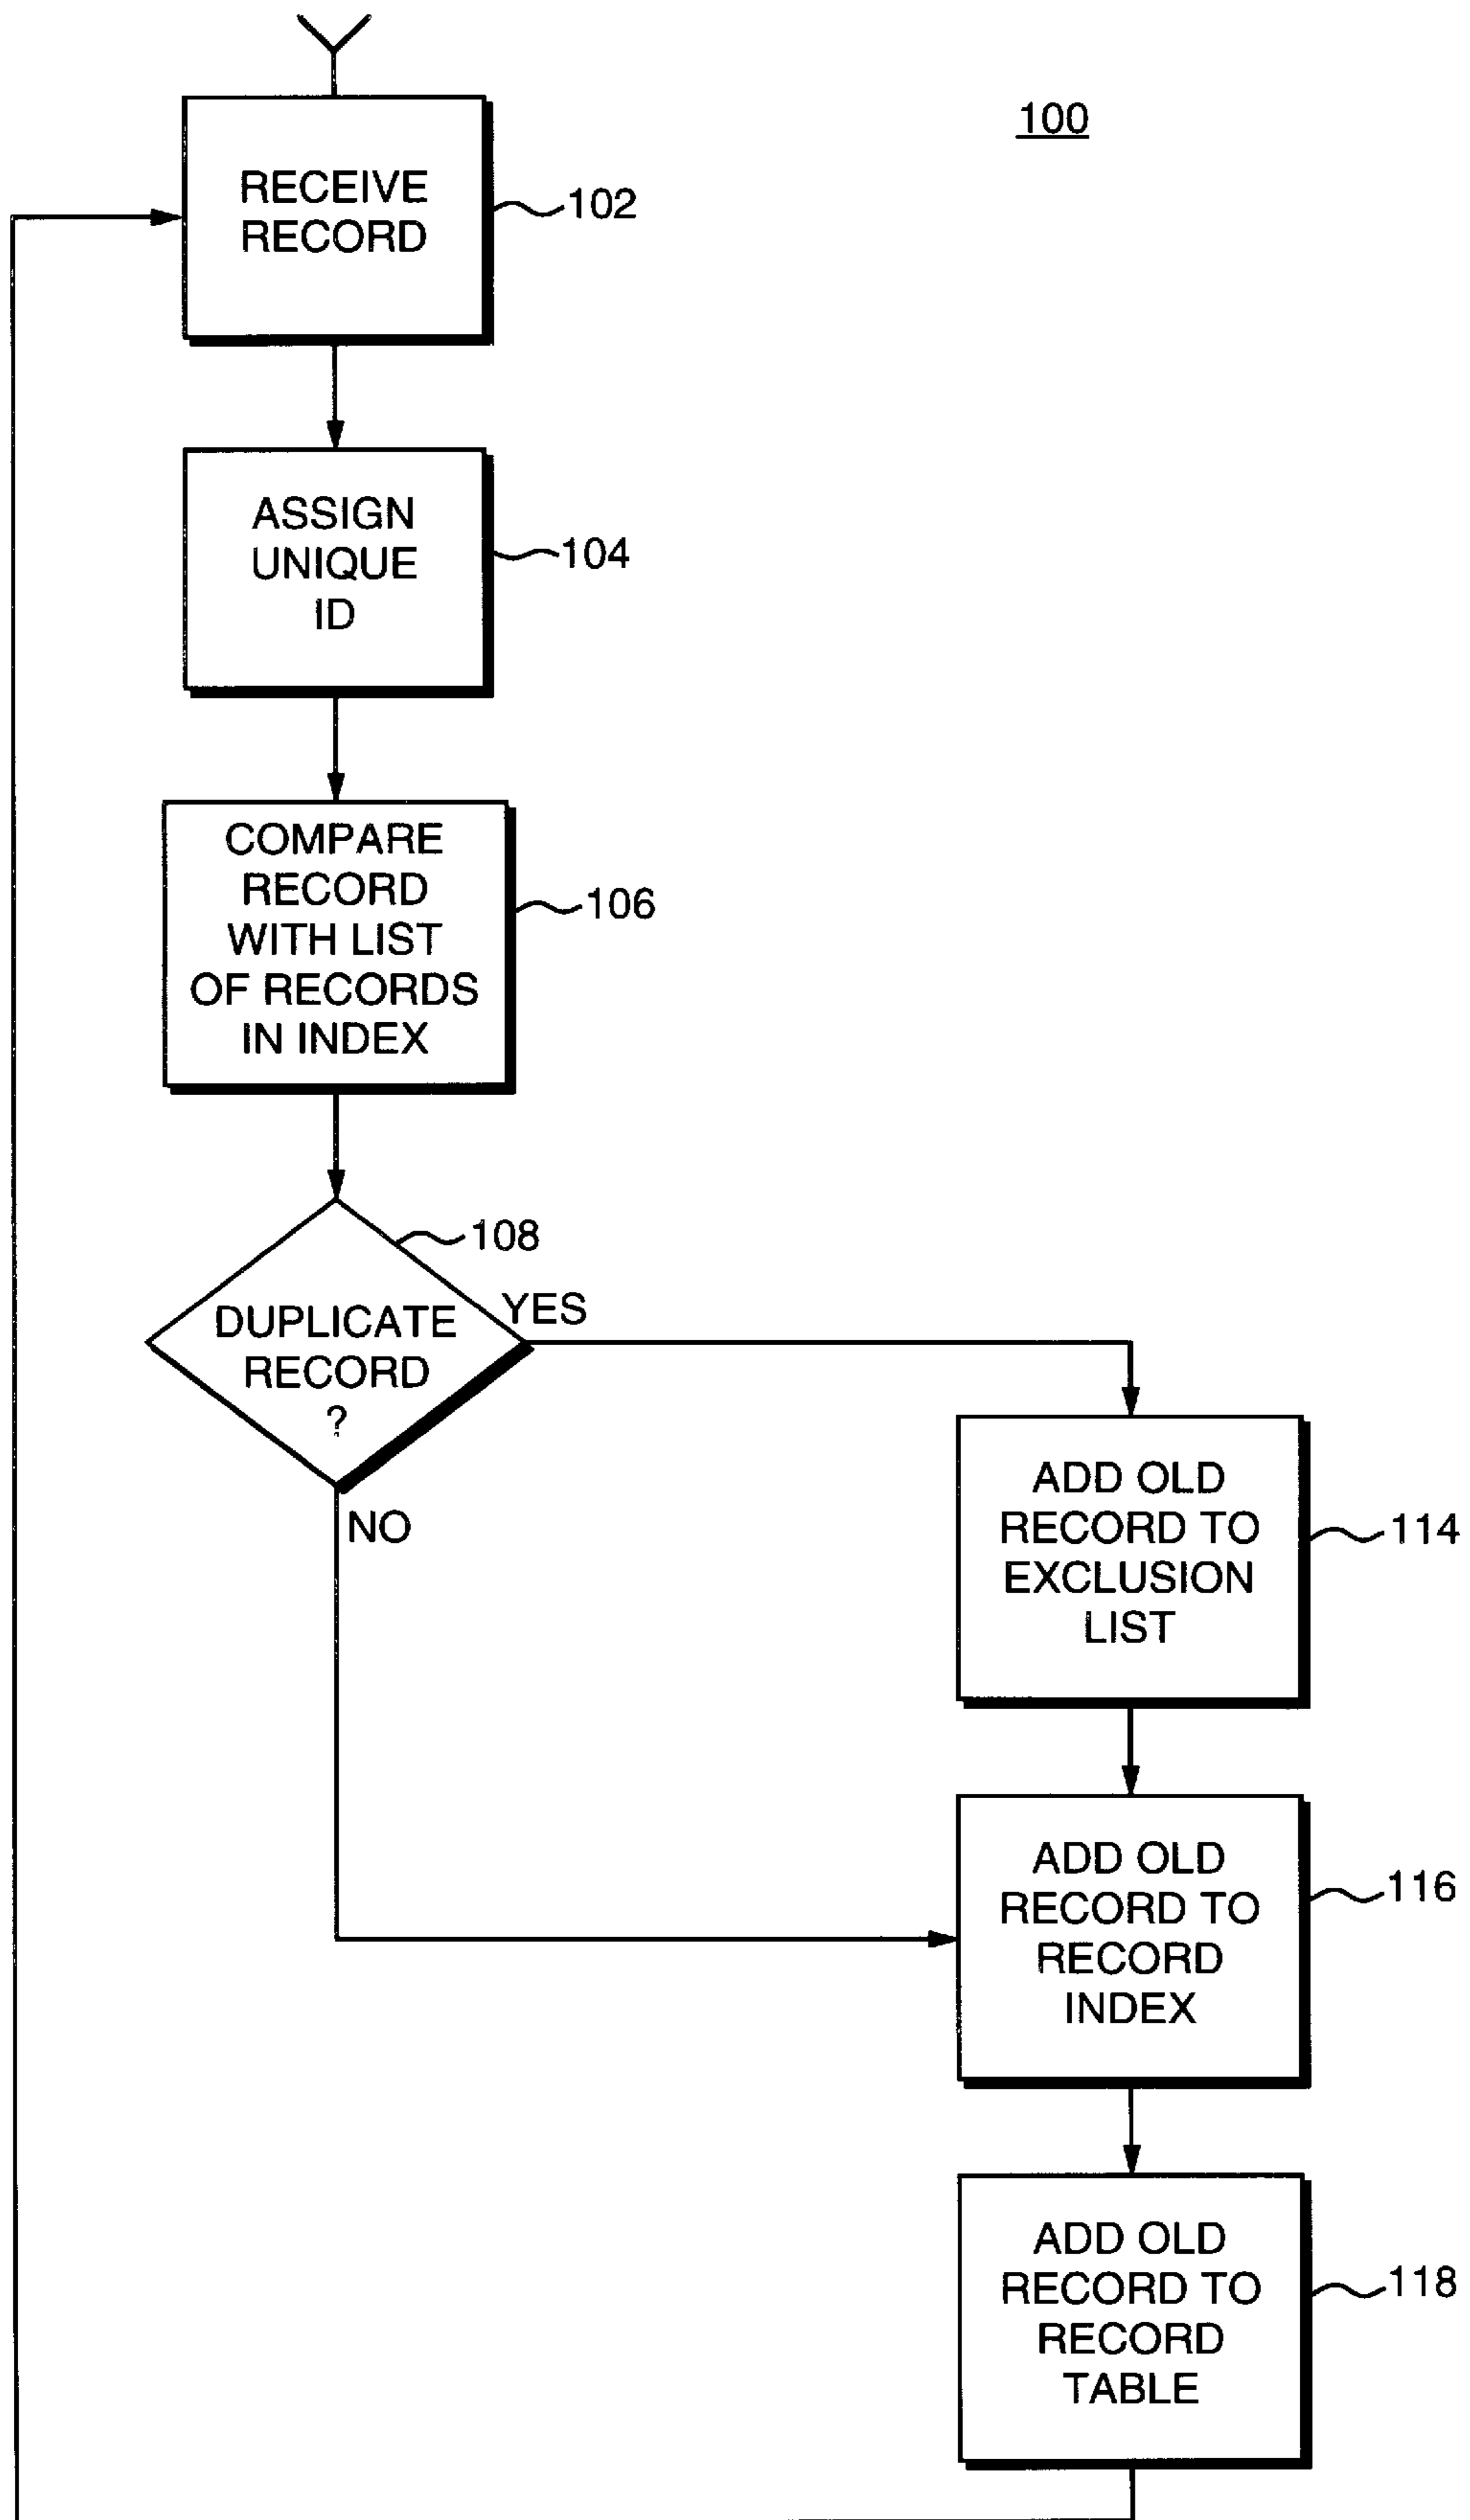 100
RECEIVE
RECORD
102
ASSIGN
UNIQUE
ID
104
COMPARE
RECORD
WITH LIST
OF RECORDS
IN INDEX
106
108
DUPLICATE
RECORD
?
YES
NO
ADD OLD
RECORD TO
EXCLUSION
LIST
114
ADD OLD
RECORD TO
RECORD
INDEX
116
ADD OLD
RECORD TO
RECORD
TABLE
118